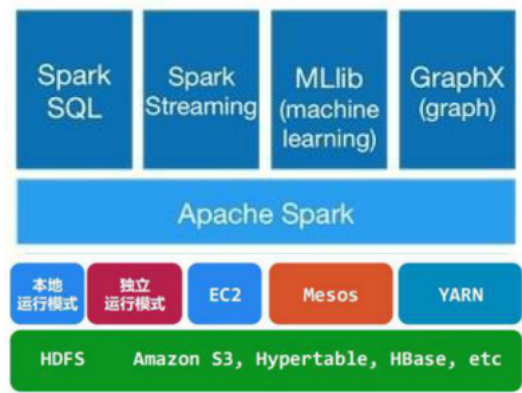 Spark
SQL
Spark
Streaming
MLlib
(machine
learning)
GraphX
(graph)
Apache Spark
本地
运行模式
独立
运行模式
EC2
Mesos
YARN
HDFS Amazon S3, Hypertable, HBase, etc